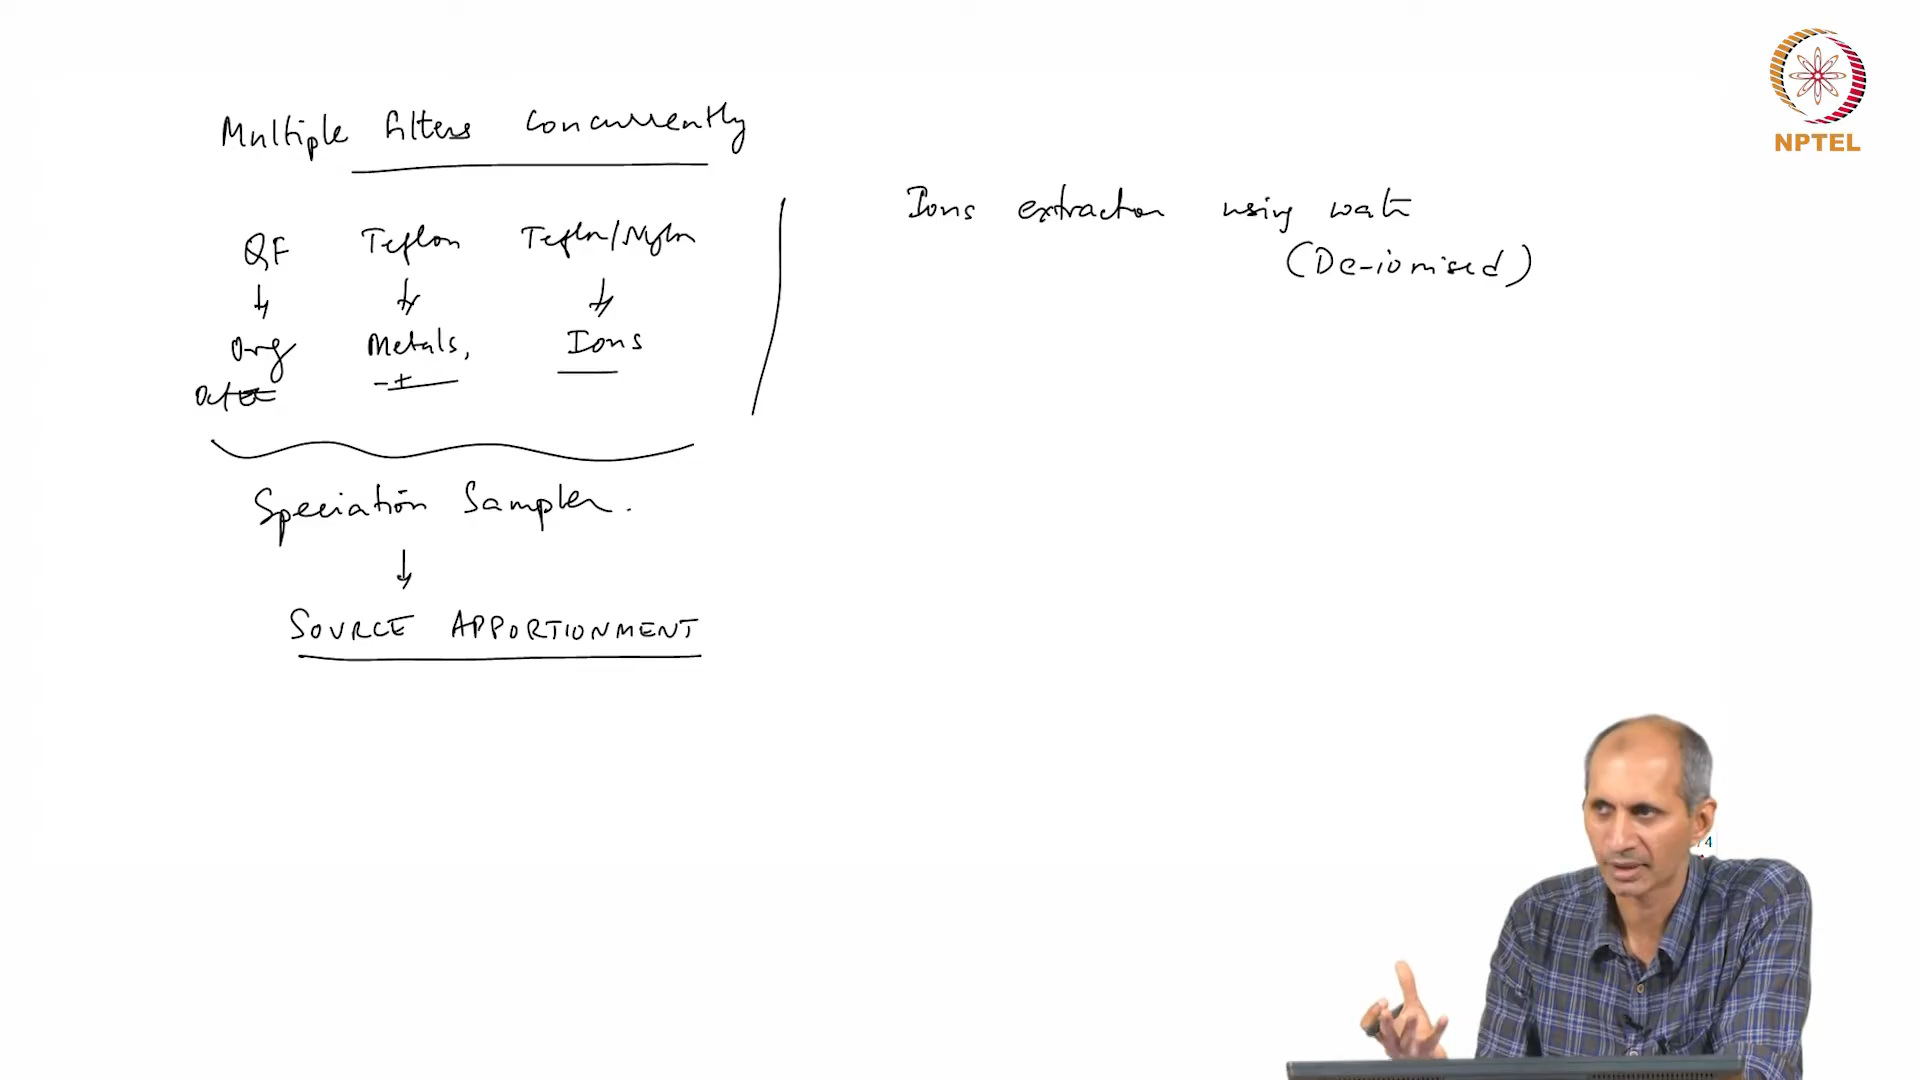 Multiple filters concurrently
QF Teflon Teflon/Nylon
Org Metals, Ions
Speciation Sampler.
SOURCE APPORTIONMENT
Ions extraction using water
(De-ionised)
NPTEL